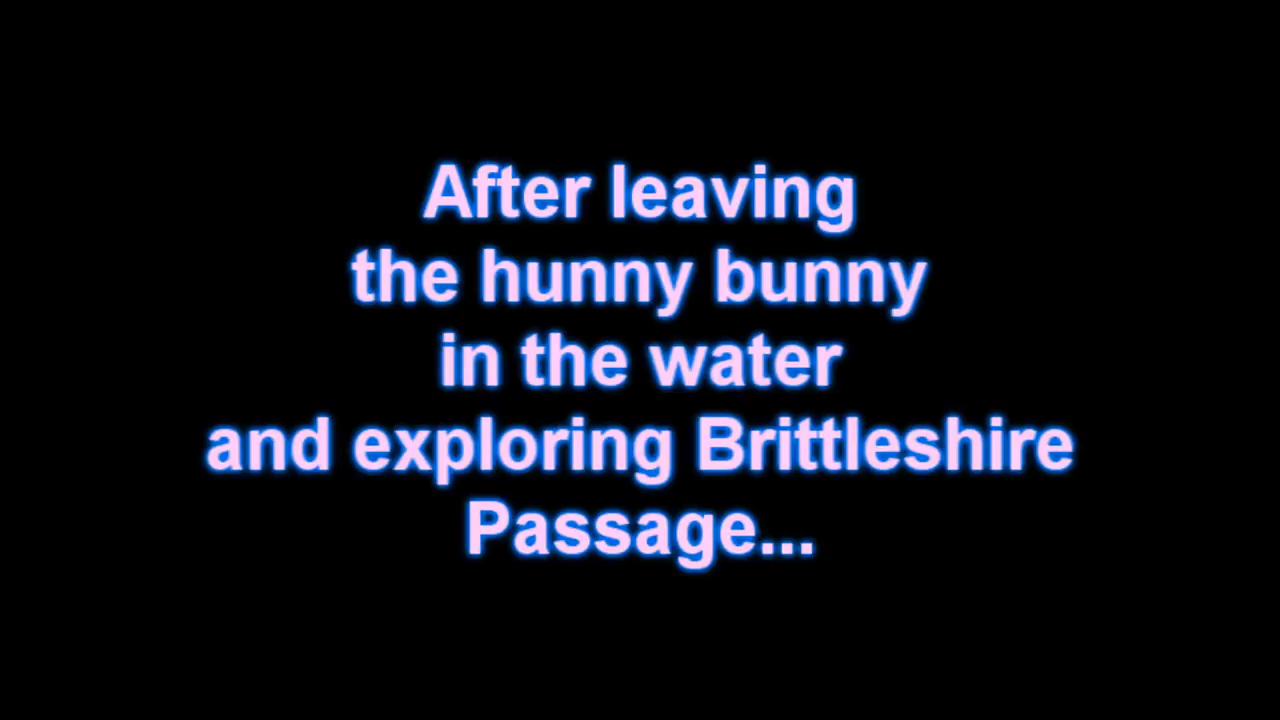 After leaving
the hunny bunny
in the water
and exploring Brittleshire
Passage...